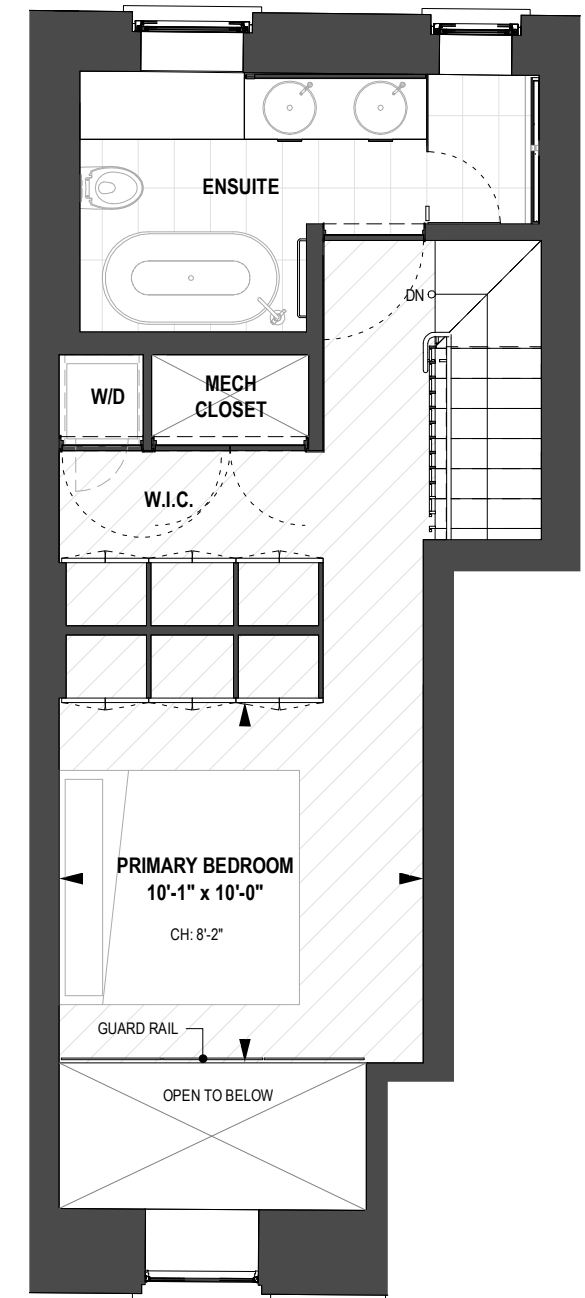 ENSUITE
DN
W/D
MECH
CLOSET
W.I.C.
PRIMARY BEDROOM
10'-1" x 10'-0"
CH: 8'-2"
GUARD RAIL
OPEN TO BELOW